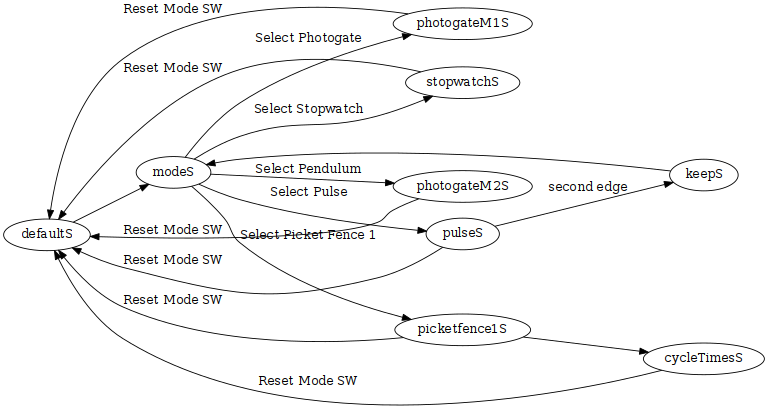 Reset Mode SW
photogateM1S
Select Photogate
Reset Mode SW
stopwatchS
Select Stopwatch
modeS
Select Pendulum
keepS
photogateM2S
Select Pulse
second edge
defaultS
Reset Mode SW
Select Picket Fence 1
pulseS
Reset Mode SW
Reset Mode SW
picketfence1S
cycleTimesS
Reset Mode SW